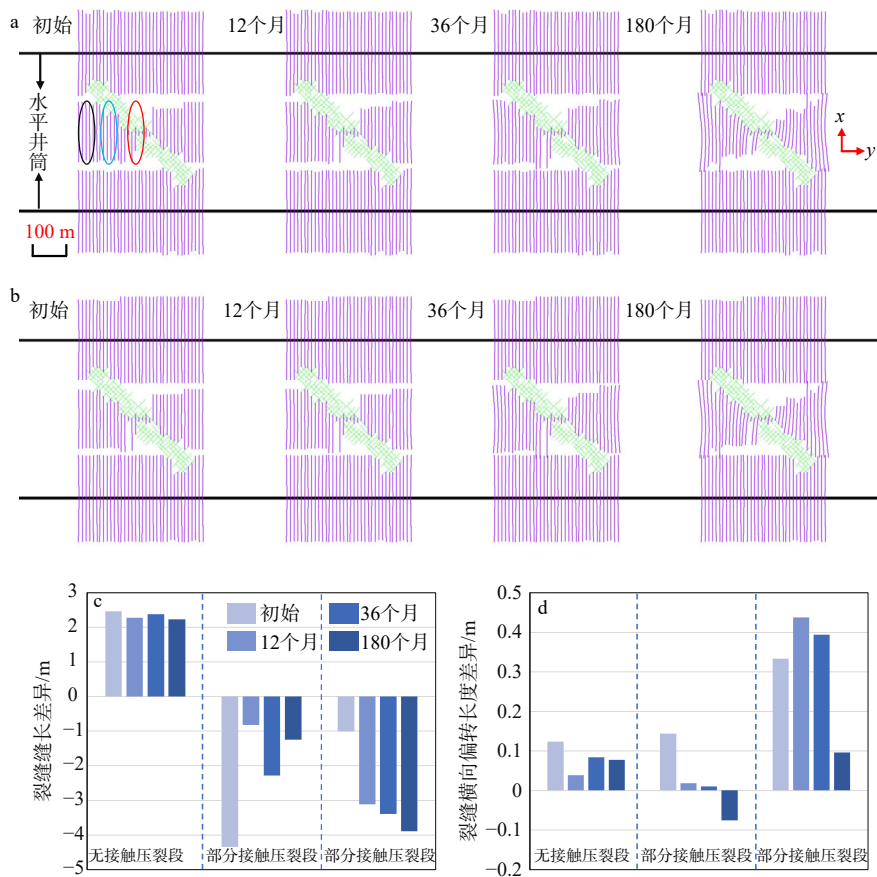 a
初始
12个月
36个月
180个月
水平井筒
x
y
100 m
b
初始
12个月
36个月
180个月
c
裂缝缝长差异/m
3
2
1
0
−1
−2
−3
−4
−5
初始
36个月
12个月
180个月
无接触压裂段
部分接触压裂段
部分接触压裂段
d
裂缝横向偏转长度差异/m
0.5
0.4
0.3
0.2
0.1
0
−0.1
−0.2
无接触压裂段
部分接触压裂段
部分接触压裂段